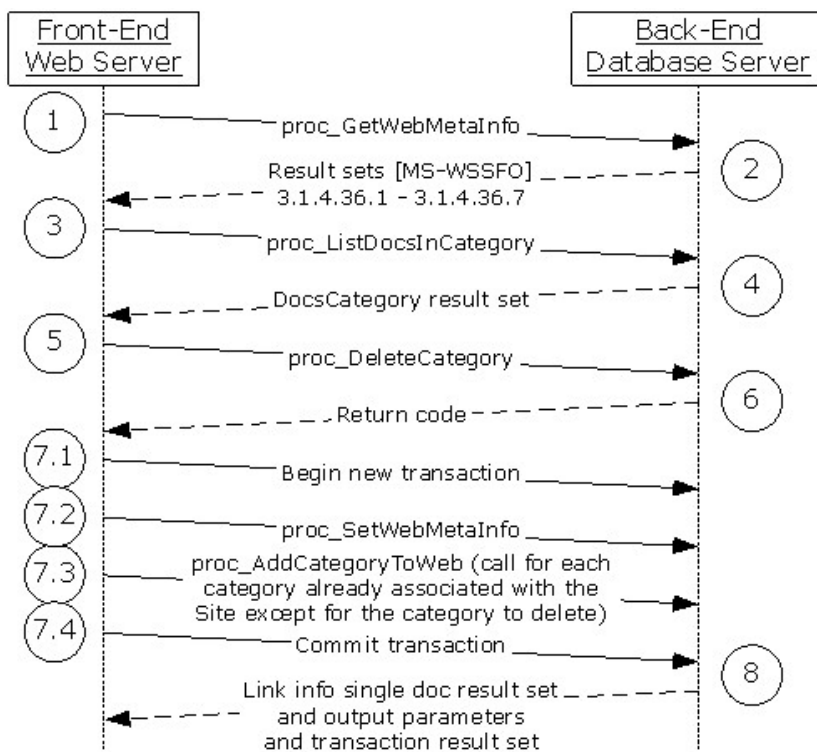 Front-End
Web Server
Back-End
Database Server
1
proc_GetWebMetaInfo
2
Result sets [MS-WSSFO]
3.1.4.36.1 - 3.1.4.36.7
3
proc_ListDocsInCategory
4
DocsCategory result set
5
proc_DeleteCategory
6
Return code
7.1
Begin new transaction
7.2
proc_SetWebMetaInfo
7.3
proc_AddCategoryToWeb (call for each
category already associated with the
Site except for the category to delete)
7.4
Commit transaction
8
Link info single doc result set
and output parameters
and transaction result set